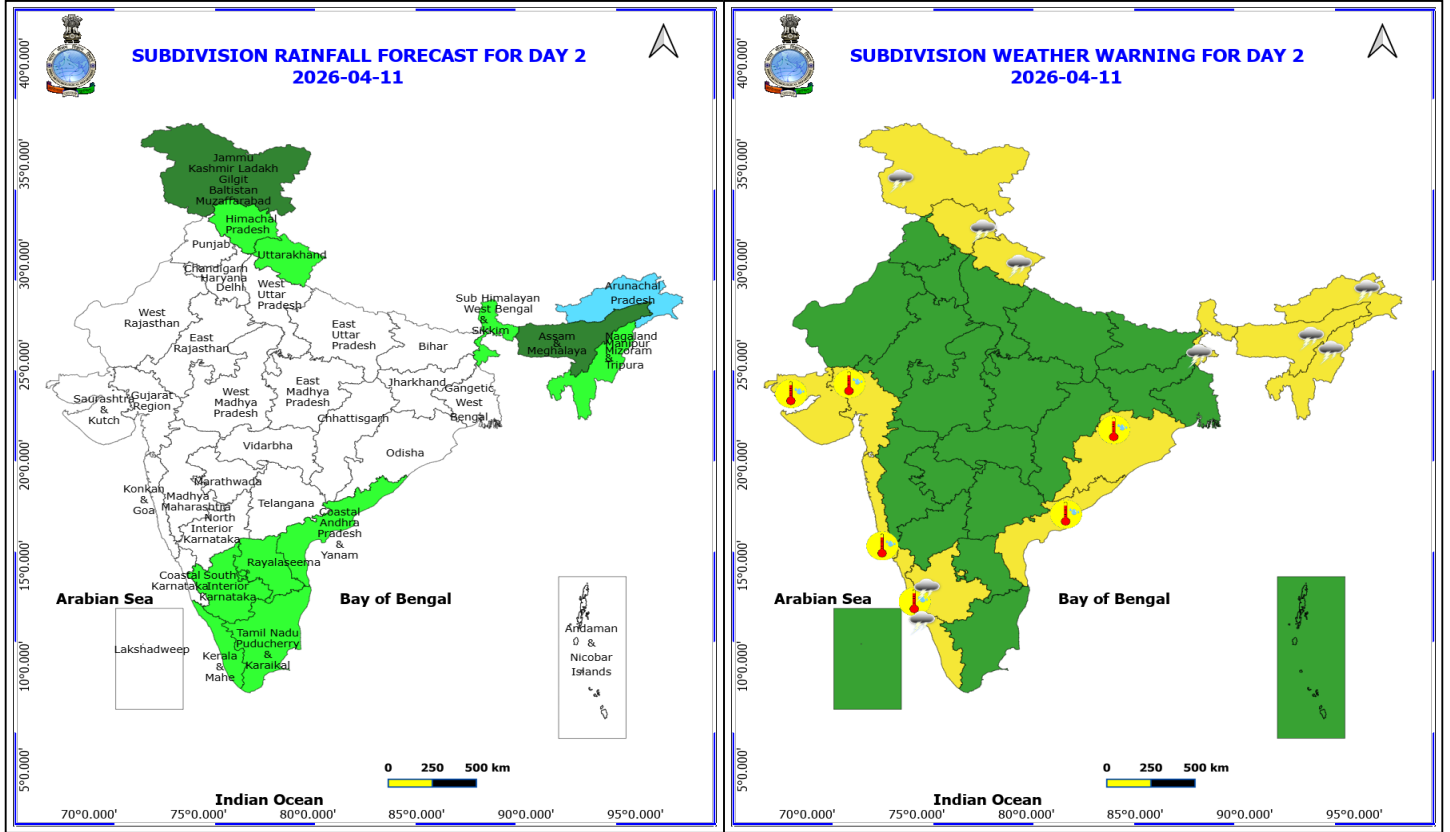 SUBDIVISION RAINFALL FORECAST FOR DAY 2
2026-04-11
40°0.000'
35°0.000'
30°0.000'
25°0.000'
20°0.000'
15°0.000'
10°0.000'
5°0.000'
Jammu
Kashmir Ladakh
Gilgit
Baltistan
Muzaffarabad
Himachal
Pradesh
Punjab
Uttarakhand
Chandigarh
Haryana
Delhi
West
Uttar
Pradesh
Arunachal
Pradesh
Sub Himalayan
West Bengal
&
Sikkim
West
Rajasthan
East
Rajasthan
East
Uttar
Pradesh
Bihar
Assam
&
Meghalaya
Nagaland
Manipur
Mizoram
&
Tripura
Saurashtra
&
Kutch
Gujarat
Region
West
Madhya
Pradesh
East
Madhya
Pradesh
Jharkhand
Gangetic
West
Bengal
Chhattisgarh
Vidarbha
Odisha
Konkan
&
Goa
Madhya
Maharashtra
Marathwada
Telangana
North
Interior
Karnataka
Coastal
Andhra
Pradesh
&
Yanam
Rayalaseema
Coastal
Karnataka
South
Interior
Karnataka
Arabian Sea
Bay of Bengal
Lakshadweep
Kerala
&
Mahe
Tamil Nadu
Puducherry
&
Karaikal
Andaman
&
Nicobar
Islands
0 250 500 km
Indian Ocean
70°0.000' 75°0.000' 80°0.000' 85°0.000' 90°0.000' 95°0.000'
SUBDIVISION WEATHER WARNING FOR DAY 2
2026-04-11
40°0.000'
35°0.000'
30°0.000'
25°0.000'
20°0.000'
15°0.000'
10°0.000'
5°0.000'
Arabian Sea
Bay of Bengal
0 250 500 km
Indian Ocean
70°0.000' 75°0.000' 80°0.000' 85°0.000' 90°0.000' 95°0.000'